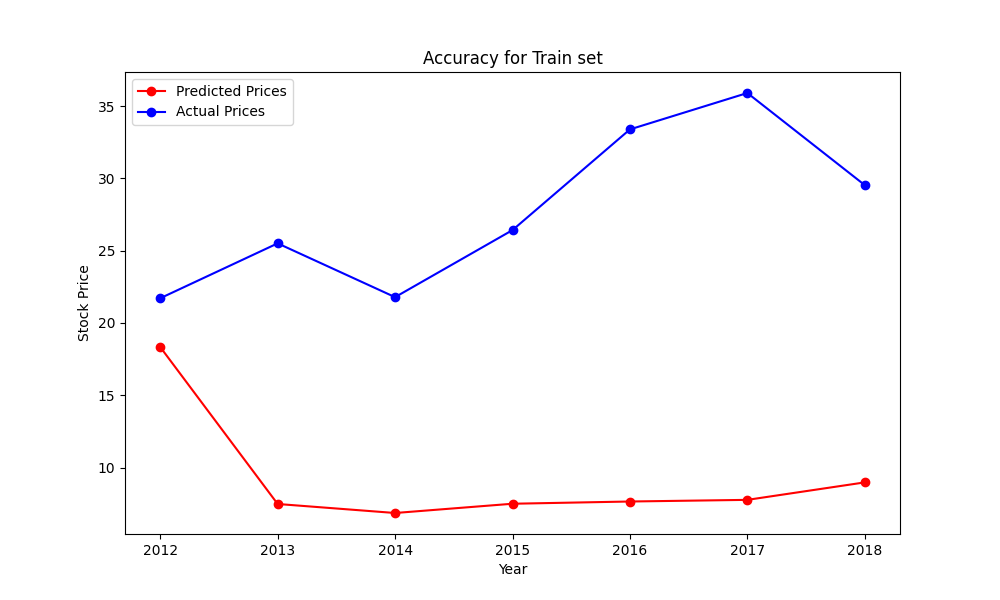 Accuracy for Train set
Predicted Prices
Actual Prices
35
30
25
20
15
10
Stock Price
2012 2013 2014 2015 2016 2017 2018
Year